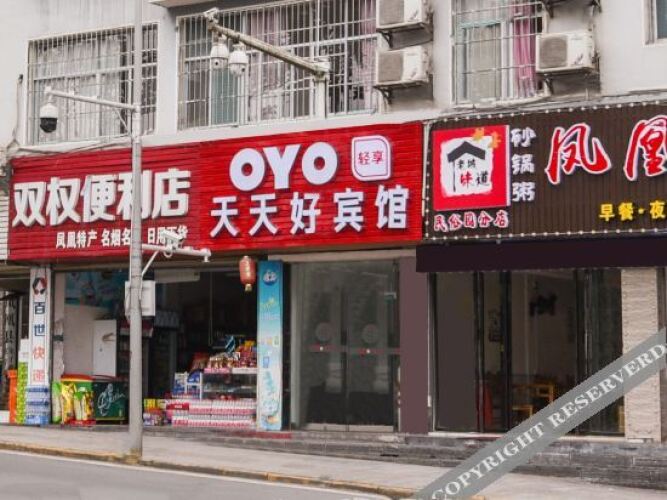 双权便利店
凤凰特产 名烟名
日用百货
百世快递
OYO
轻享
天天好宾馆
老城
味道
民俗园分店
砂锅粥
凤凰
早餐·夜
COPYRIGHT RESERVERD